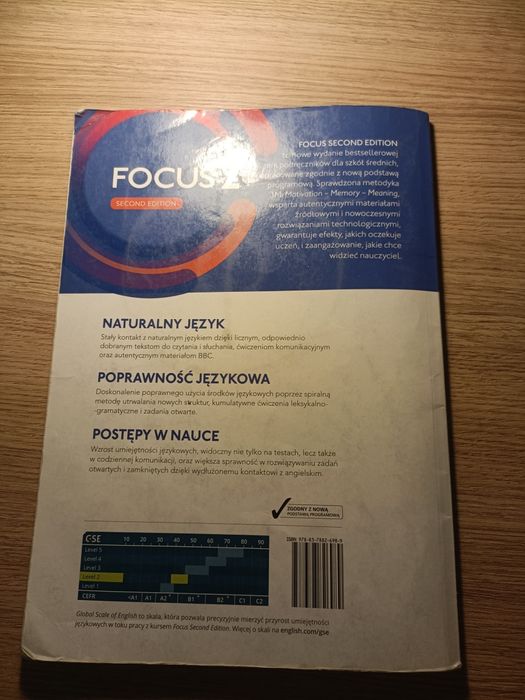 FOCUS 2
SECOND EDITION
FOCUS SECOND EDITION
to nowe wydanie bestsellerowej
serii podręczników dla szkół średnich,
opracowane zgodnie z nową podstawą
programową. Sprawdzona metodyka
3M: Motivation – Memory – Meaning,
wsparta autentycznymi materiałami
źródłowymi i nowoczesnymi
rozwiązaniami technologicznymi,
gwarantuje efekty, jakich oczekuje
uczeń, i zaangażowanie, jakie chce
widzieć nauczyciel.
NATURALNY JĘZYK
Stały kontakt z naturalnym językiem dzięki licznym, odpowiednio
dobranym tekstom do czytania i słuchania, ćwiczeniom komunikacyjnym
oraz autentycznym materiałom BBC.
POPRAWNOŚĆ JĘZYKOWA
Doskonalenie poprawnego użycia środków językowych poprzez spiralną
metodę utrwalania nowych struktur, kumulatywne ćwiczenia leksykalno-
-gramatyczne i zadania otwarte.
POSTĘPY W NAUCE
Wzrost umiejętności językowych, widoczny nie tylko na testach, lecz także
w codziennej komunikacji, oraz większa sprawność w rozwiązywaniu zadań
otwartych i zamkniętych dzięki wydłużonemu kontaktowi z angielskim.
ZGODNY Z NOWĄ
PODSTAWĄ PROGRAMOWĄ
GSE 10 20 30 40 50 60 70 80 90
Level 5
Level 4
Level 3
Level 2
Level 1
CEFR <A1 A1 A2 + B1 + B2 + C1 C2
ISBN 978-83-7882-698-9
Global Scale of English to skala, która pozwala precyzyjnie mierzyć przyrost umiejętności
językowych w toku pracy z kursem Focus Second Edition. Więcej o skali na english.com/gse